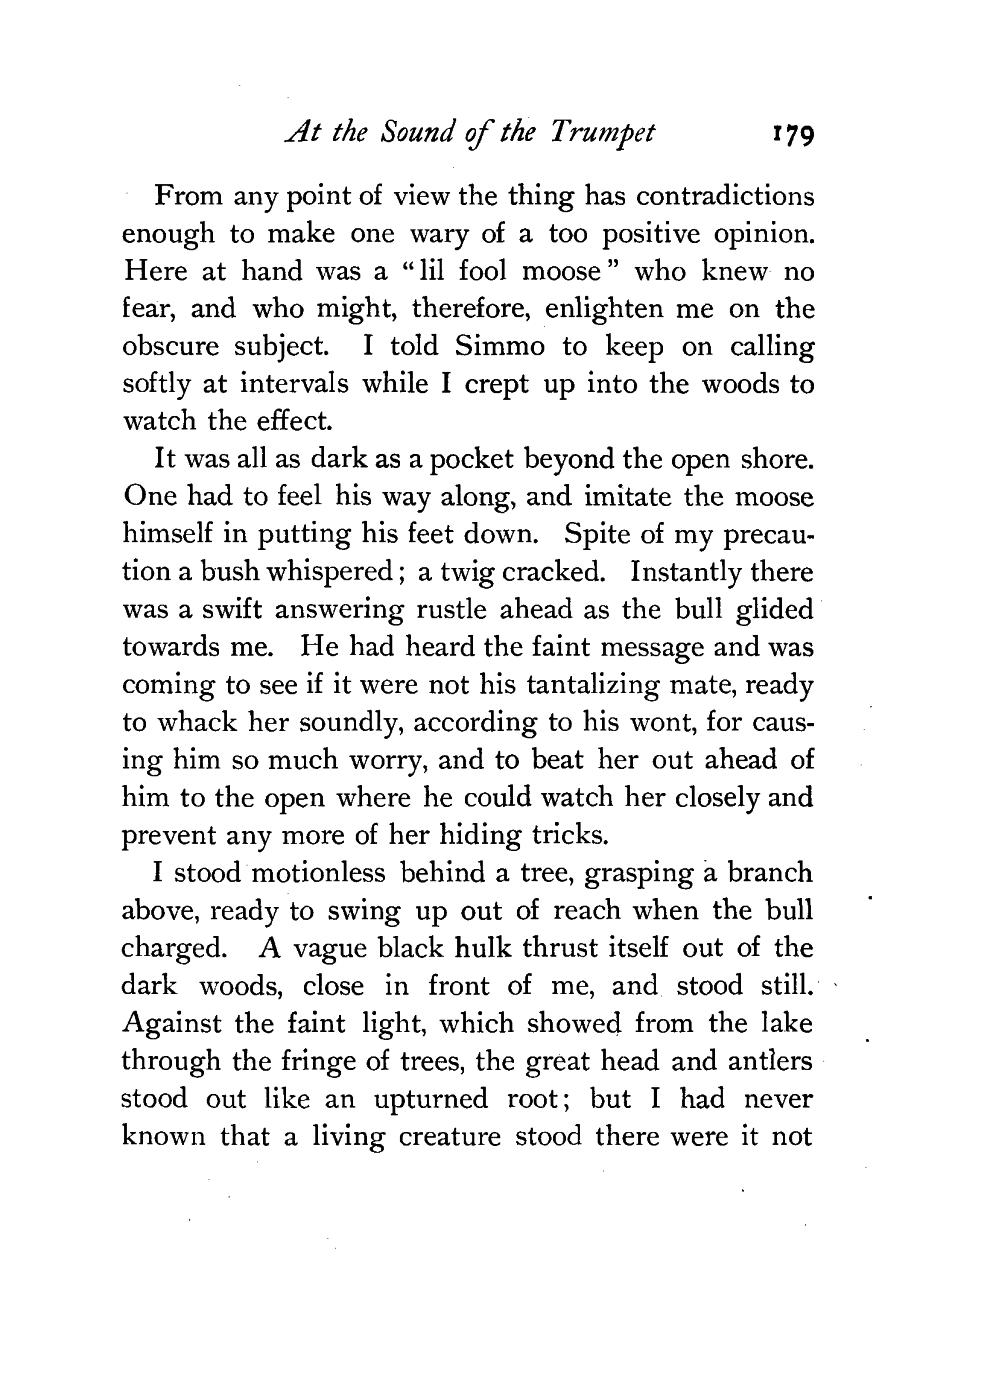 At the Sound of the Trumpet 179
From any point of view the thing has contradictions
enough to make one wary of a too positive opinion.
Here at hand was a “lil fool moose” who knew no
fear, and who might, therefore, enlighten me on the
obscure subject. I told Simmo to keep on calling
softly at intervals while I crept up into the woods to
watch the effect.
It was all as dark as a pocket beyond the open shore.
One had to feel his way along, and imitate the moose
himself in putting his feet down. Spite of my precau-
tion a bush whispered; a twig cracked. Instantly there
was a swift answering rustle ahead as the bull glided
towards me. He had heard the faint message and was
coming to see if it were not his tantalizing mate, ready
to whack her soundly, according to his wont, for caus-
ing him so much worry, and to beat her out ahead of
him to the open where he could watch her closely and
prevent any more of her hiding tricks.
I stood motionless behind a tree, grasping a branch
above, ready to swing up out of reach when the bull
charged. A vague black hulk thrust itself out of the
dark woods, close in front of me, and stood still.
Against the faint light, which showed from the lake
through the fringe of trees, the great head and antlers
stood out like an upturned root; but I had never
known that a living creature stood there were it not